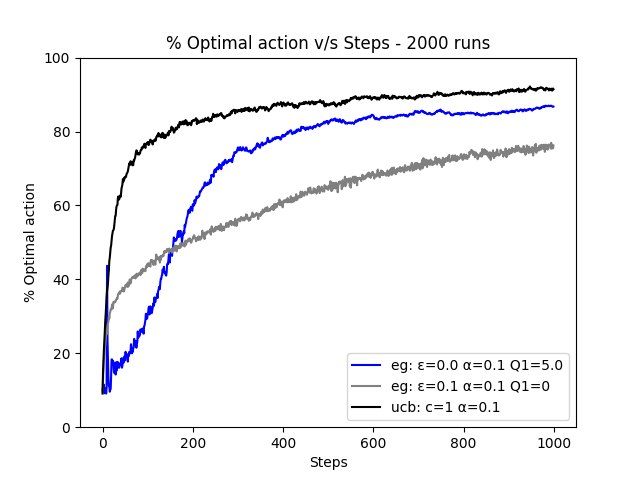 % Optimal action v/s Steps - 2000 runs
100
80
60
40
20
0
% Optimal action
eg: ε=0.0 α=0.1 Q1=5.0
eg: ε=0.1 α=0.1 Q1=0
ucb: c=1 α=0.1
0 200 400 600 800 1000
Steps